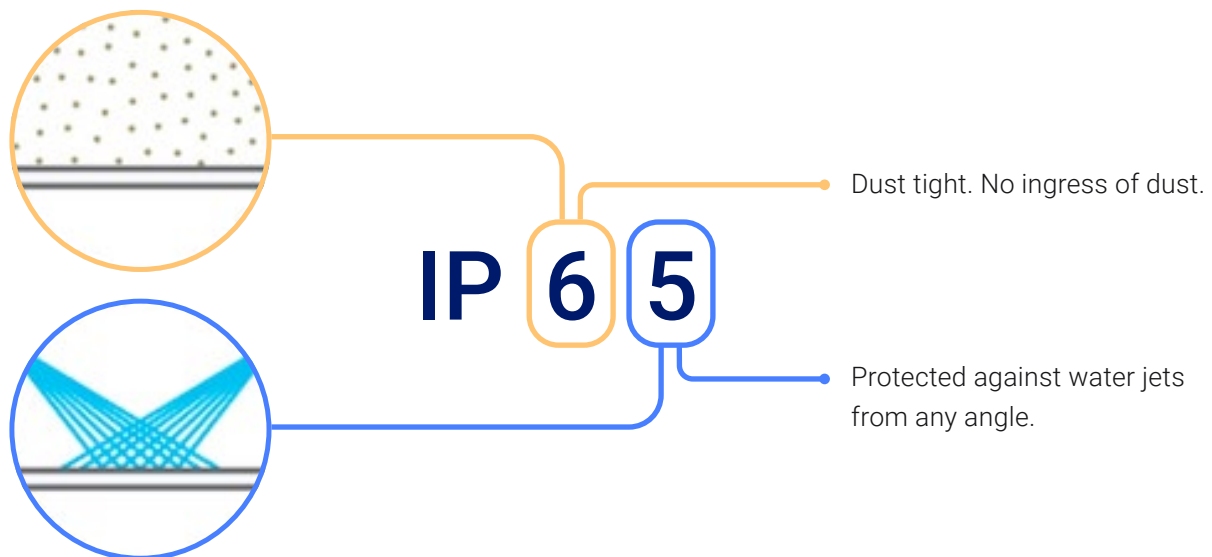 Dust tight. No ingress of dust.
IP 6 5
Protected against water jets
from any angle.